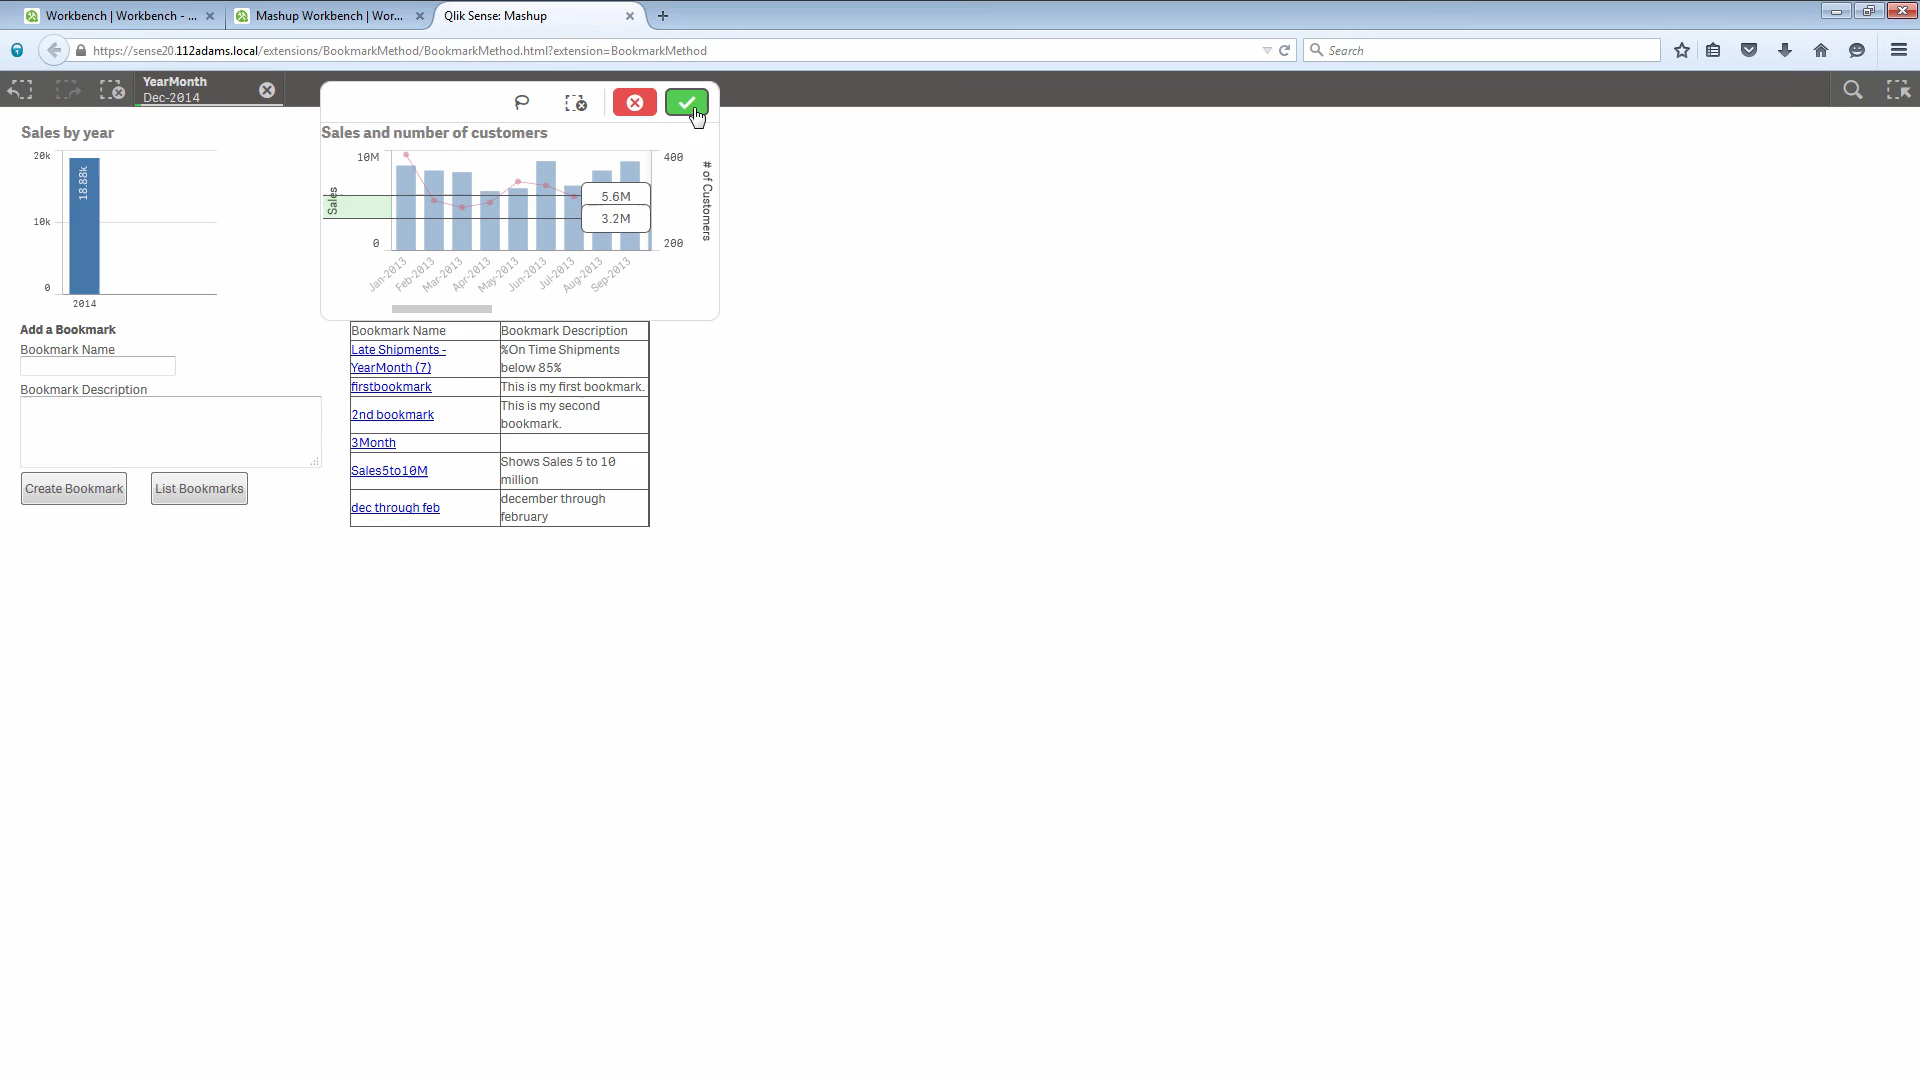 Workbench | Workbench - ...
Mashup Workbench | Wor...
Qlik Sense: Mashup
https://sense20.112adams.local/extensions/BookmarkMethod/BookmarkMethod.html?extension=BookmarkMethod
Search
YearMonth
Dec-2014
Sales by year
20k
10k
0
18.88k
2014
Sales and number of customers
10M
0
Sales
400
200
# of Customers
5.6M
3.2M
Jan-2013
Feb-2013
Mar-2013
Apr-2013
May-2013
Jun-2013
Jul-2013
Aug-2013
Sep-2013
Add a Bookmark
Bookmark Name
Bookmark Description
Create Bookmark
List Bookmarks
Bookmark Name
Bookmark Description
Late Shipments -
YearMonth (7)
%On Time Shipments
below 85%
firstbookmark
This is my first bookmark.
2nd bookmark
This is my second
bookmark.
3Month
Sales5to10M
Shows Sales 5 to 10
million
dec through feb
december through
february